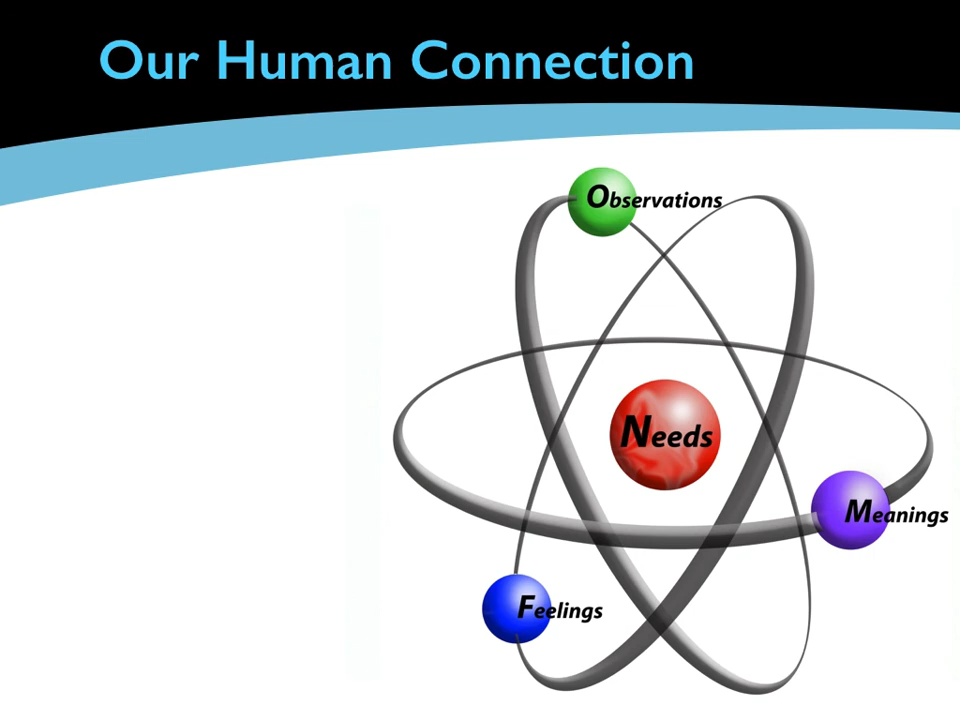 Our Human Connection
Observations
Needs
Meanings
Feelings